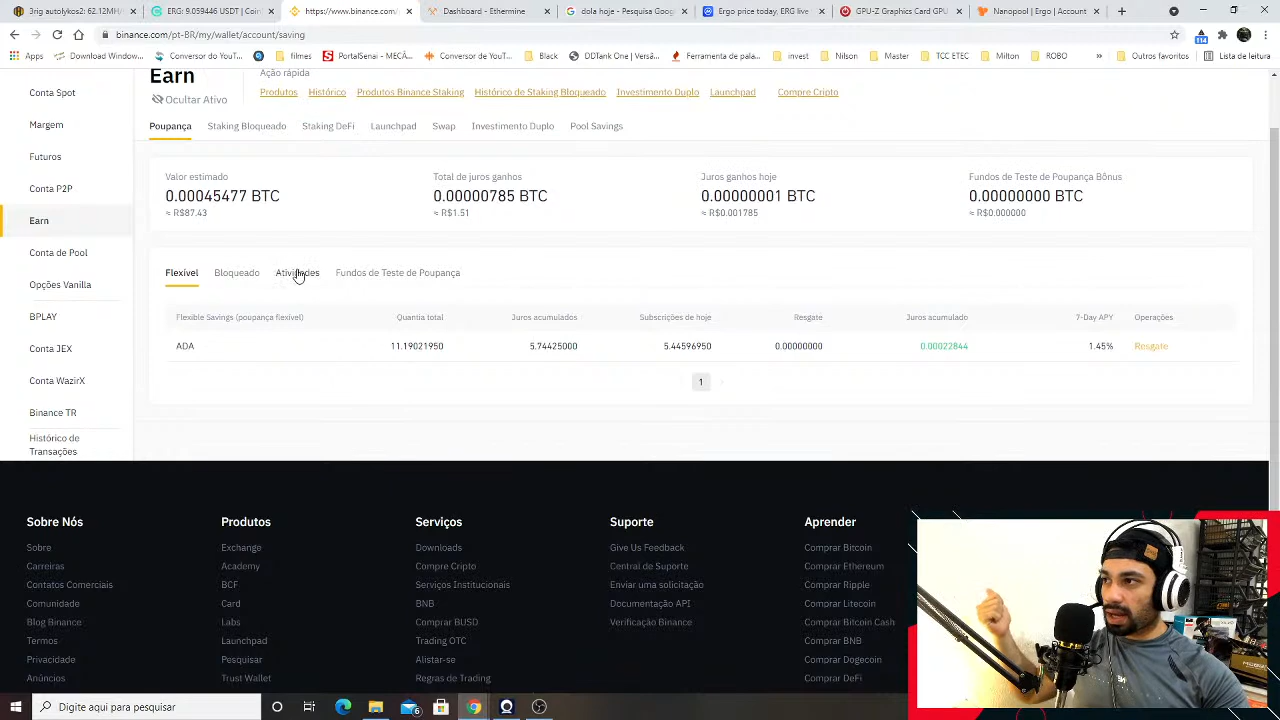 3rig autolykos2: 62.12MH/s
ERG: 9.059446 USDT | Coin
https://www.binance.com/
Dashboard - Ethermine
dola hoje - Pesquisa Goog
Ergo price today, ERG live
GPU-Z Graphics Card GPU
Nanopool | Ergo | Account
binance.com/pt-BR/my/wallet/account/saving
114
Apps
Download Window...
Conversor de YouT...
filmes
PortalSenai - MECÂ...
Conversor de YouT...
Black
DDTank One | Versã...
Ferramenta de pala...
invest
Nilson
Master
TCC ETEC
Milton
ROBO
»
Outros favoritos
Lista de leitura
Earn
Ação rápida
Ocultar Ativo
Produtos
Histórico
Produtos Binance Staking
Histórico de Staking Bloqueado
Investimento Duplo
Launchpad
Compre Cripto
Conta Spot
Margem
Futuros
Conta P2P
Earn
Conta de Pool
Opções Vanilla
BPLAY
Conta JEX
Conta WazirX
Binance TR
Histórico de
Transações
Poupança
Staking Bloqueado
Staking DeFi
Launchpad
Swap
Investimento Duplo
Pool Savings
Valor estimado
0.00045477 BTC
≈ R$87.43
Total de juros ganhos
0.00000785 BTC
≈ R$1.51
Juros ganhos hoje
0.00000001 BTC
≈ R$0.001785
Fundos de Teste de Poupança Bônus
0.00000000 BTC
≈ R$0.000000
Flexível
Bloqueado
Atividades
Fundos de Teste de Poupança
Flexible Savings (poupança flexível)
Quantia total
Juros acumulados
Subscrições de hoje
Resgate
Juros acumulado
7-Day APY
Operações
ADA
11.19021950
5.74425000
5.44596950
0.00000000
0.00022844
1.45%
Resgate
1
Sobre Nós
Sobre
Carreiras
Contatos Comerciais
Comunidade
Blog Binance
Termos
Privacidade
Anúncios
Produtos
Exchange
Academy
BCF
Card
Labs
Launchpad
Pesquisar
Trust Wallet
Serviços
Downloads
Compre Cripto
Serviços Institucionais
BNB
Comprar BUSD
Trading OTC
Alistar-se
Regras de Trading
Suporte
Give Us Feedback
Central de Suporte
Enviar uma solicitação
Documentação API
Verificação Binance
Aprender
Comprar Bitcoin
Comprar Ethereum
Comprar Ripple
Comprar Litecoin
Comprar Bitcoin Cash
Comprar BNB
Comprar Dogecoin
Comprar DeFi
Digite aqui para pesquisar
6